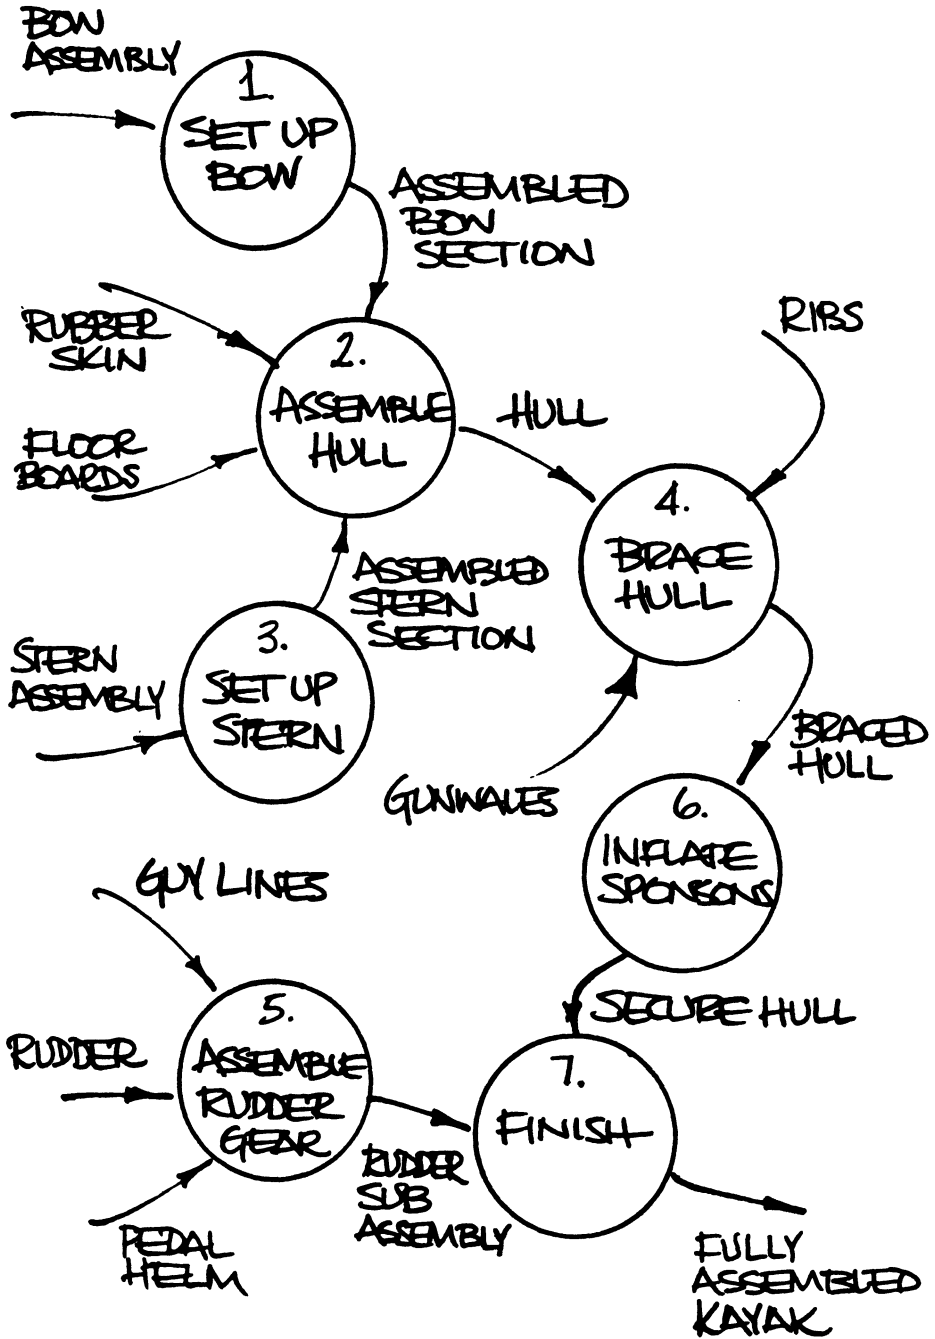 BOW
ASSEMBLY
1.
SET UP
BOW
ASSEMBLED
BOW
SECTION
RUBBER
SKIN
RIBS
2.
ASSEMBLE
HULL
HULL
FLOOR
BOARDS
4.
BRACE
HULL
ASSEMBLED
STERN
SECTION
STERN
ASSEMBLY
3.
SET UP
STERN
GUNWALES
BRACED
HULL
6.
INFLATE
SPONSONS
GUY LINES
SECURE HULL
5.
ASSEMBLE
RUDDER
GEAR
RUDDER
7.
FINISH
RUDDER
SUB
ASSEMBLY
PEDAL
HELM
FULLY
ASSEMBLED
KAYAK